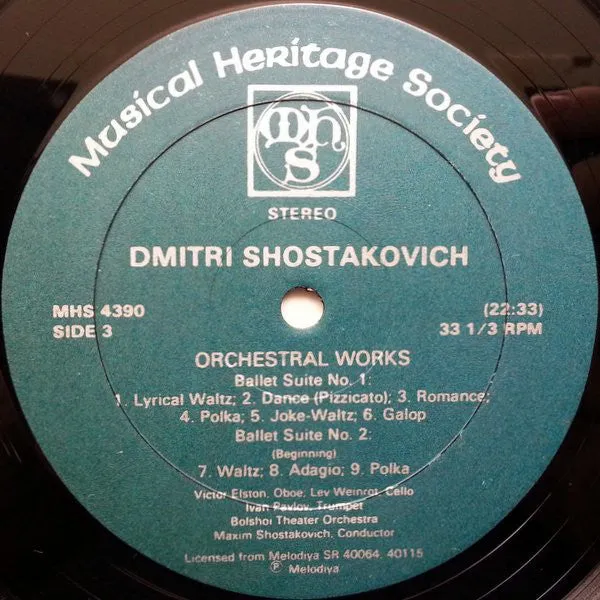 Musical Heritage Society
mhs
STEREO
DMITRI SHOSTAKOVICH
MHS 4390 (22:33)
SIDE 3 33 1/3 RPM
ORCHESTRAL WORKS
Ballet Suite No. 1:
1. Lyrical Waltz; 2. Dance (Pizzicato); 3. Romance;
4. Polka; 5. Joke-Waltz; 6. Galop
Ballet Suite No. 2:
(Beginning)
7. Waltz; 8. Adagio; 9. Polka
Victor Elston, Oboe; Lev Weinrot, Cello
Ivan Pavlov, Trumpet
Bolshoi Theater Orchestra
Maxim Shostakovich, Conductor
Licensed from Melodiya SR 40064, 40115
℗ Melodiya